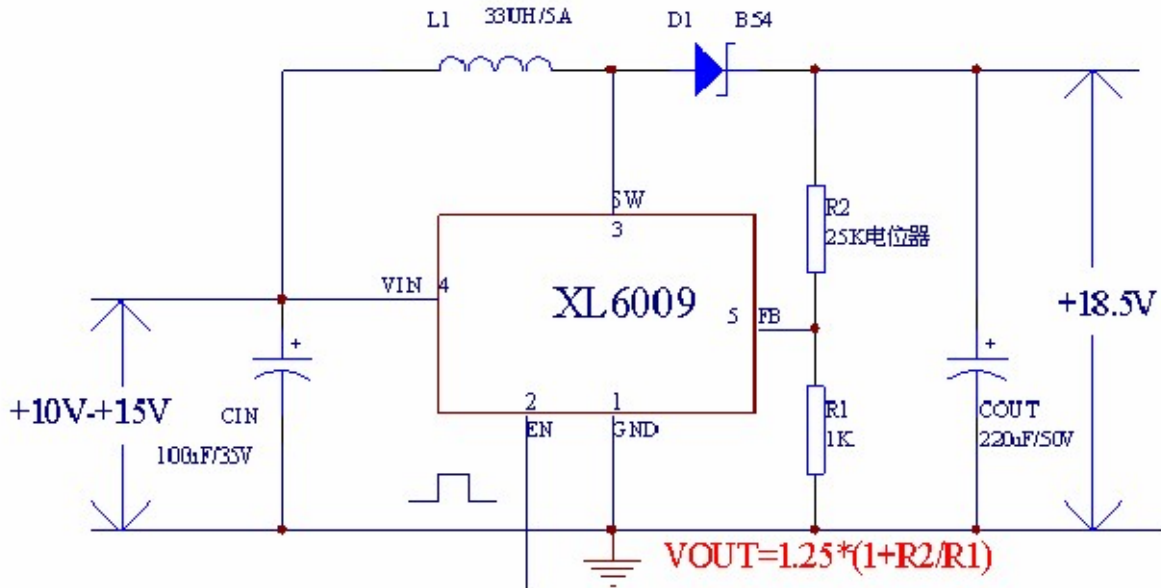 L1 33UH/5A D1 B54
SW
3
R2
25K电位器
VIN 4
XL6009
5 FB
+18.5V
+10V-+15V
CIN
100uF/35V
+
2 1
EN GND
R1
1K
+
COUT
220uF/50V
VOUT=1.25*(1+R2/R1)